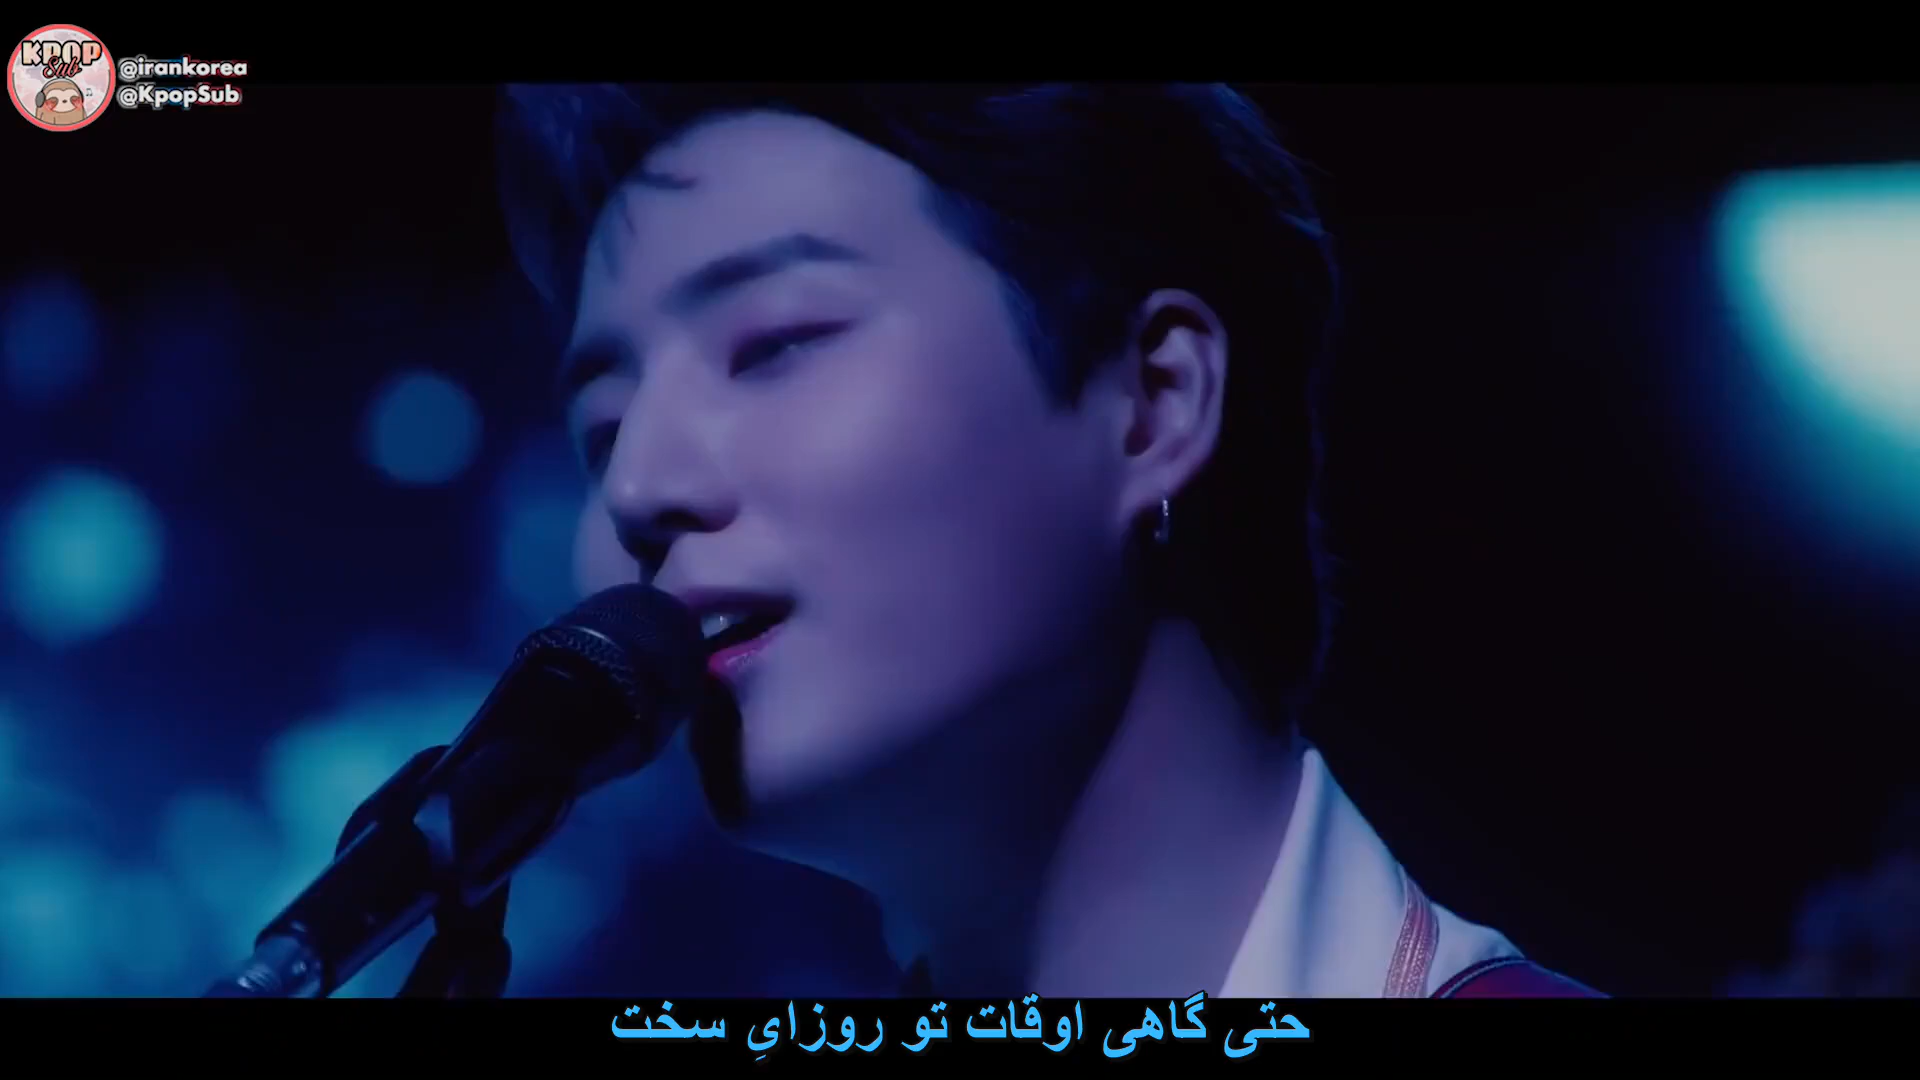 KPOP
Sub
@irankorea
@KpopSub
حتی گاهی اوقات تو روزایِ سخت